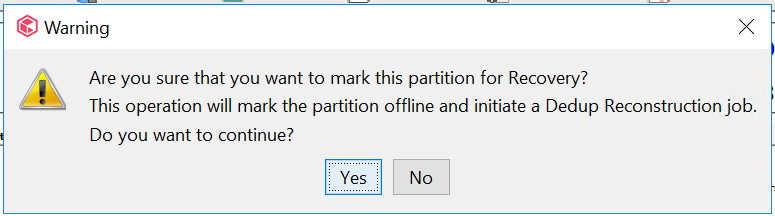 Warning
Are you sure that you want to mark this partition for Recovery?
This operation will mark the partition offline and initiate a Dedup Reconstruction job.
Do you want to continue?
Yes No